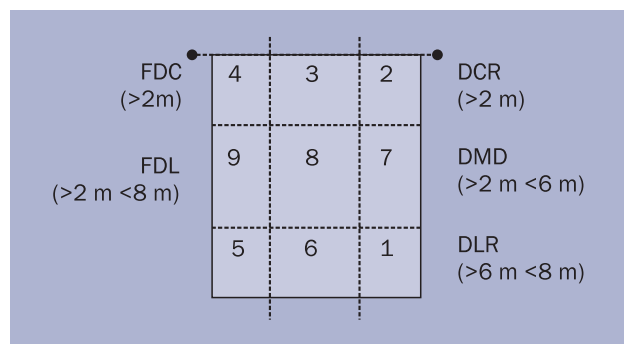 FDC
(>2m)
FDL
(>2 m <8 m)
4 3 2
9 8 7
5 6 1
DCR
(>2 m)
DMD
(>2 m <6 m)
DLR
(>6 m <8 m)